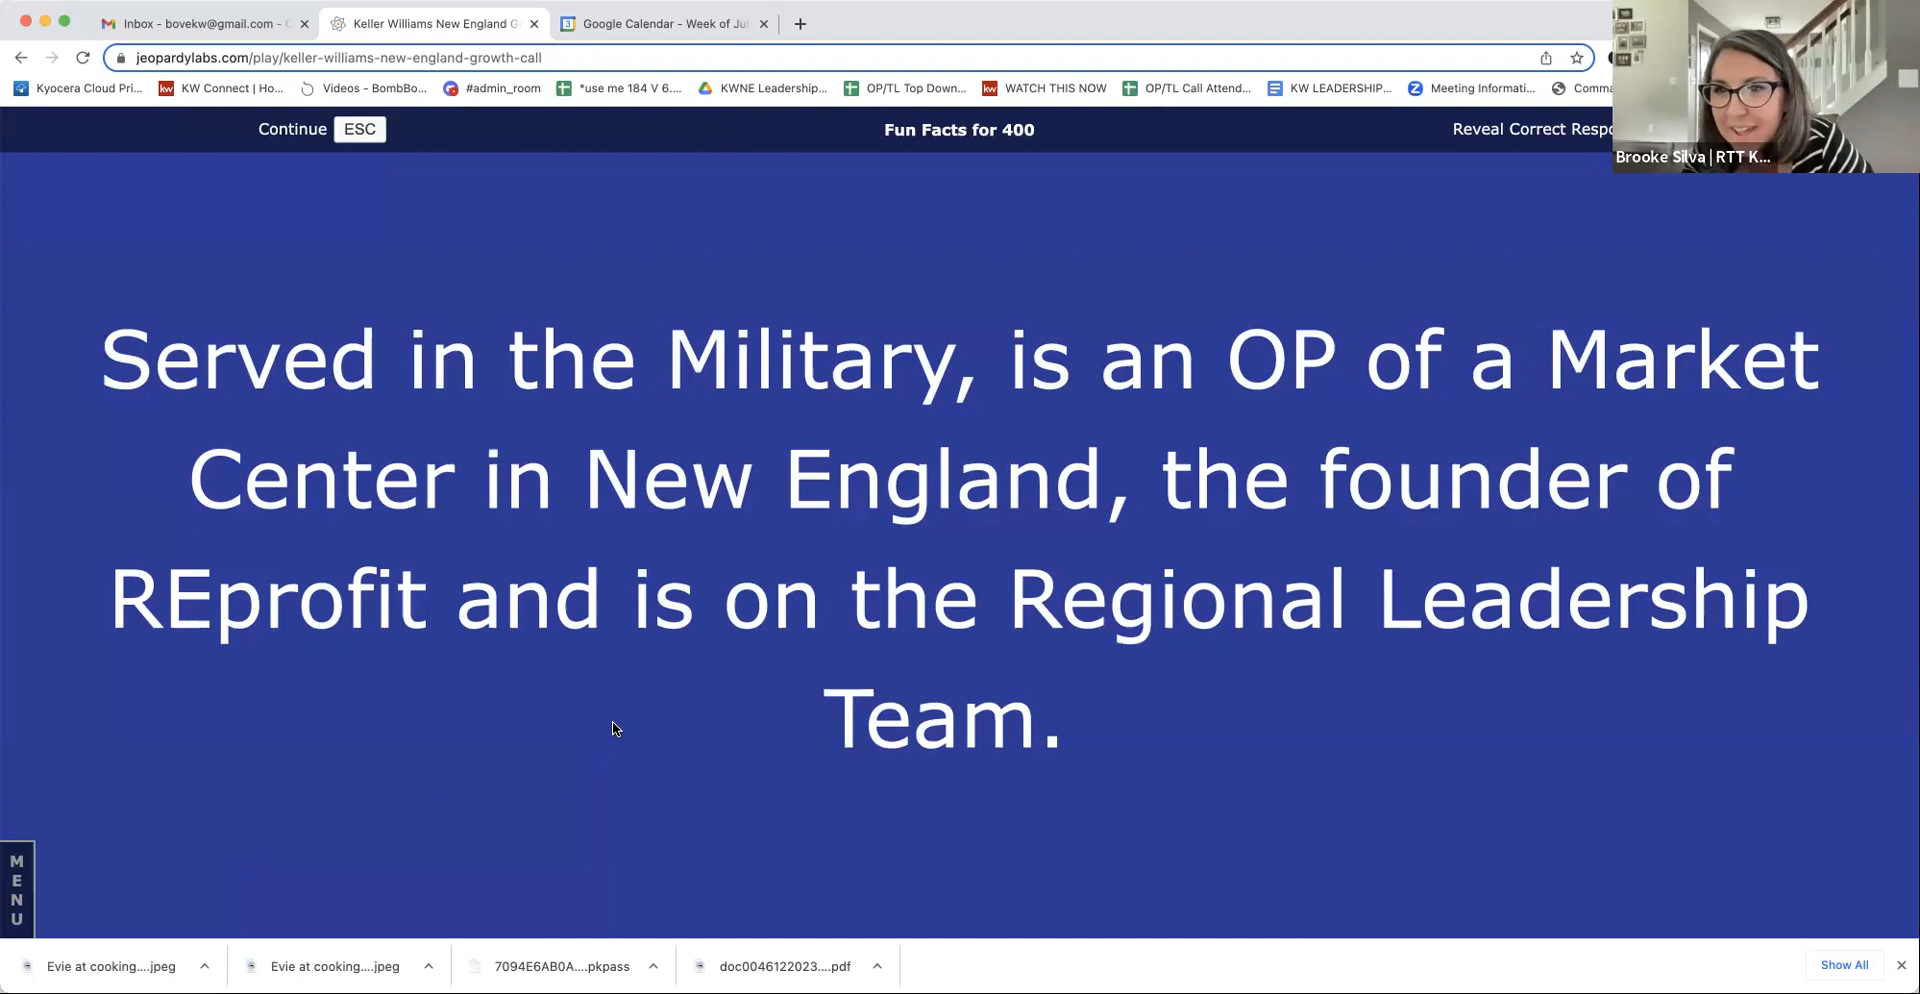 Inbox - bovekw@gmail.com -
Keller Williams New England G
Google Calendar - Week of Jul
jeopardylabs.com/play/keller-williams-new-england-growth-call
Kyocera Cloud Pri...
KW Connect | Ho...
Videos - BombBo...
#admin_room
*use me 184 V 6....
KWNE Leadership...
OP/TL Top Down...
WATCH THIS NOW
OP/TL Call Attend...
KW LEADERSHIP...
Meeting Informati...
Comma
Continue ESC
Fun Facts for 400
Reveal Correct Respo
Brooke Silva | RTT K...
Served in the Military, is an OP of a Market
Center in New England, the founder of
REprofit and is on the Regional Leadership
Team.
MENU
Evie at cooking....jpeg
Evie at cooking....jpeg
7094E6AB0A....pkpass
doc0046122023....pdf
Show All